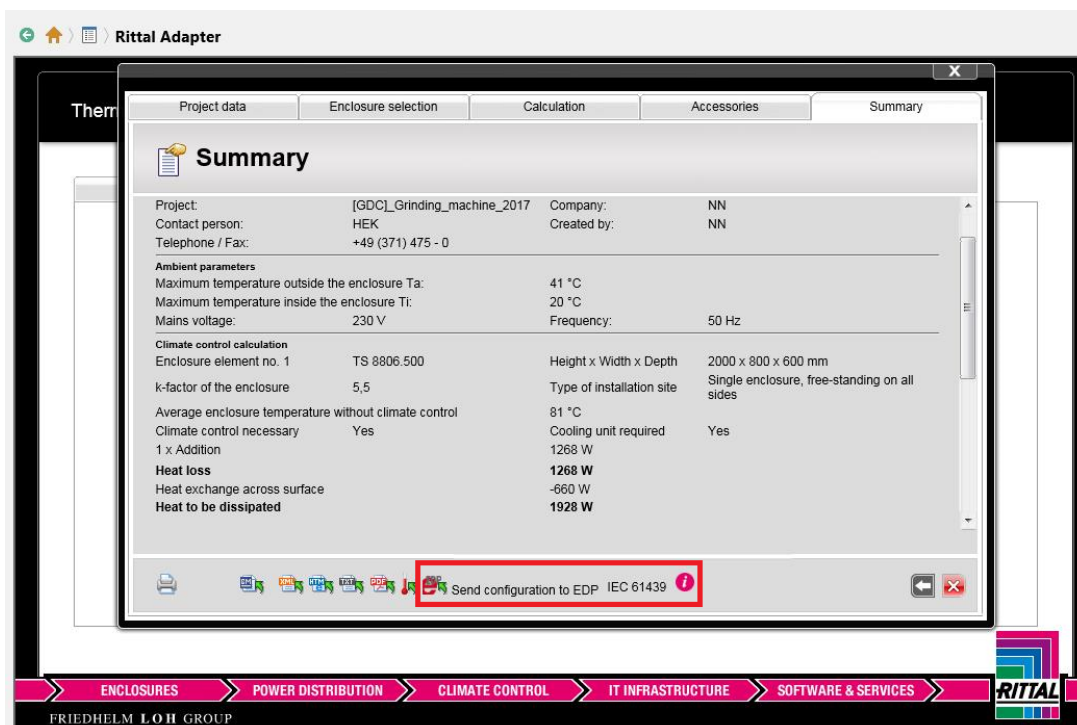 Rittal Adapter
X
Therm
Project data Enclosure selection Calculation Accessories Summary
Summary
Project: [GDC]_Grinding_machine_2017 Company: NN
Contact person: HEK Created by: NN
Telephone / Fax: +49 (371) 475 - 0
Ambient parameters
Maximum temperature outside the enclosure Ta: 41 °C
Maximum temperature inside the enclosure Ti: 20 °C
Mains voltage: 230 V Frequency: 50 Hz
Climate control calculation
Enclosure element no. 1 TS 8806.500 Height x Width x Depth 2000 x 800 x 600 mm
k-factor of the enclosure 5,5 Type of installation site Single enclosure, free-standing on all
sides
Average enclosure temperature without climate control 81 °C
Climate control necessary Yes Cooling unit required Yes
1 x Addition 1268 W
Heat loss 1268 W
Heat exchange across surface -660 W
Heat to be dissipated 1928 W
Send configuration to EDP IEC 61439 i
ENCLOSURES POWER DISTRIBUTION CLIMATE CONTROL IT INFRASTRUCTURE SOFTWARE & SERVICES
RITTAL
FRIEDHELM LOH GROUP